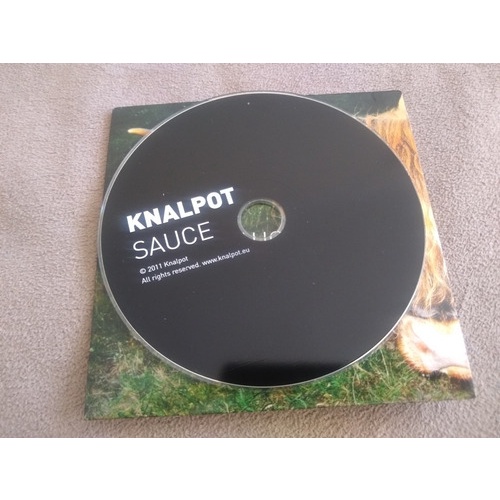 KNALPOT
SAUCE
© 2011 Knalpot
All rights reserved. www.knalpot.eu